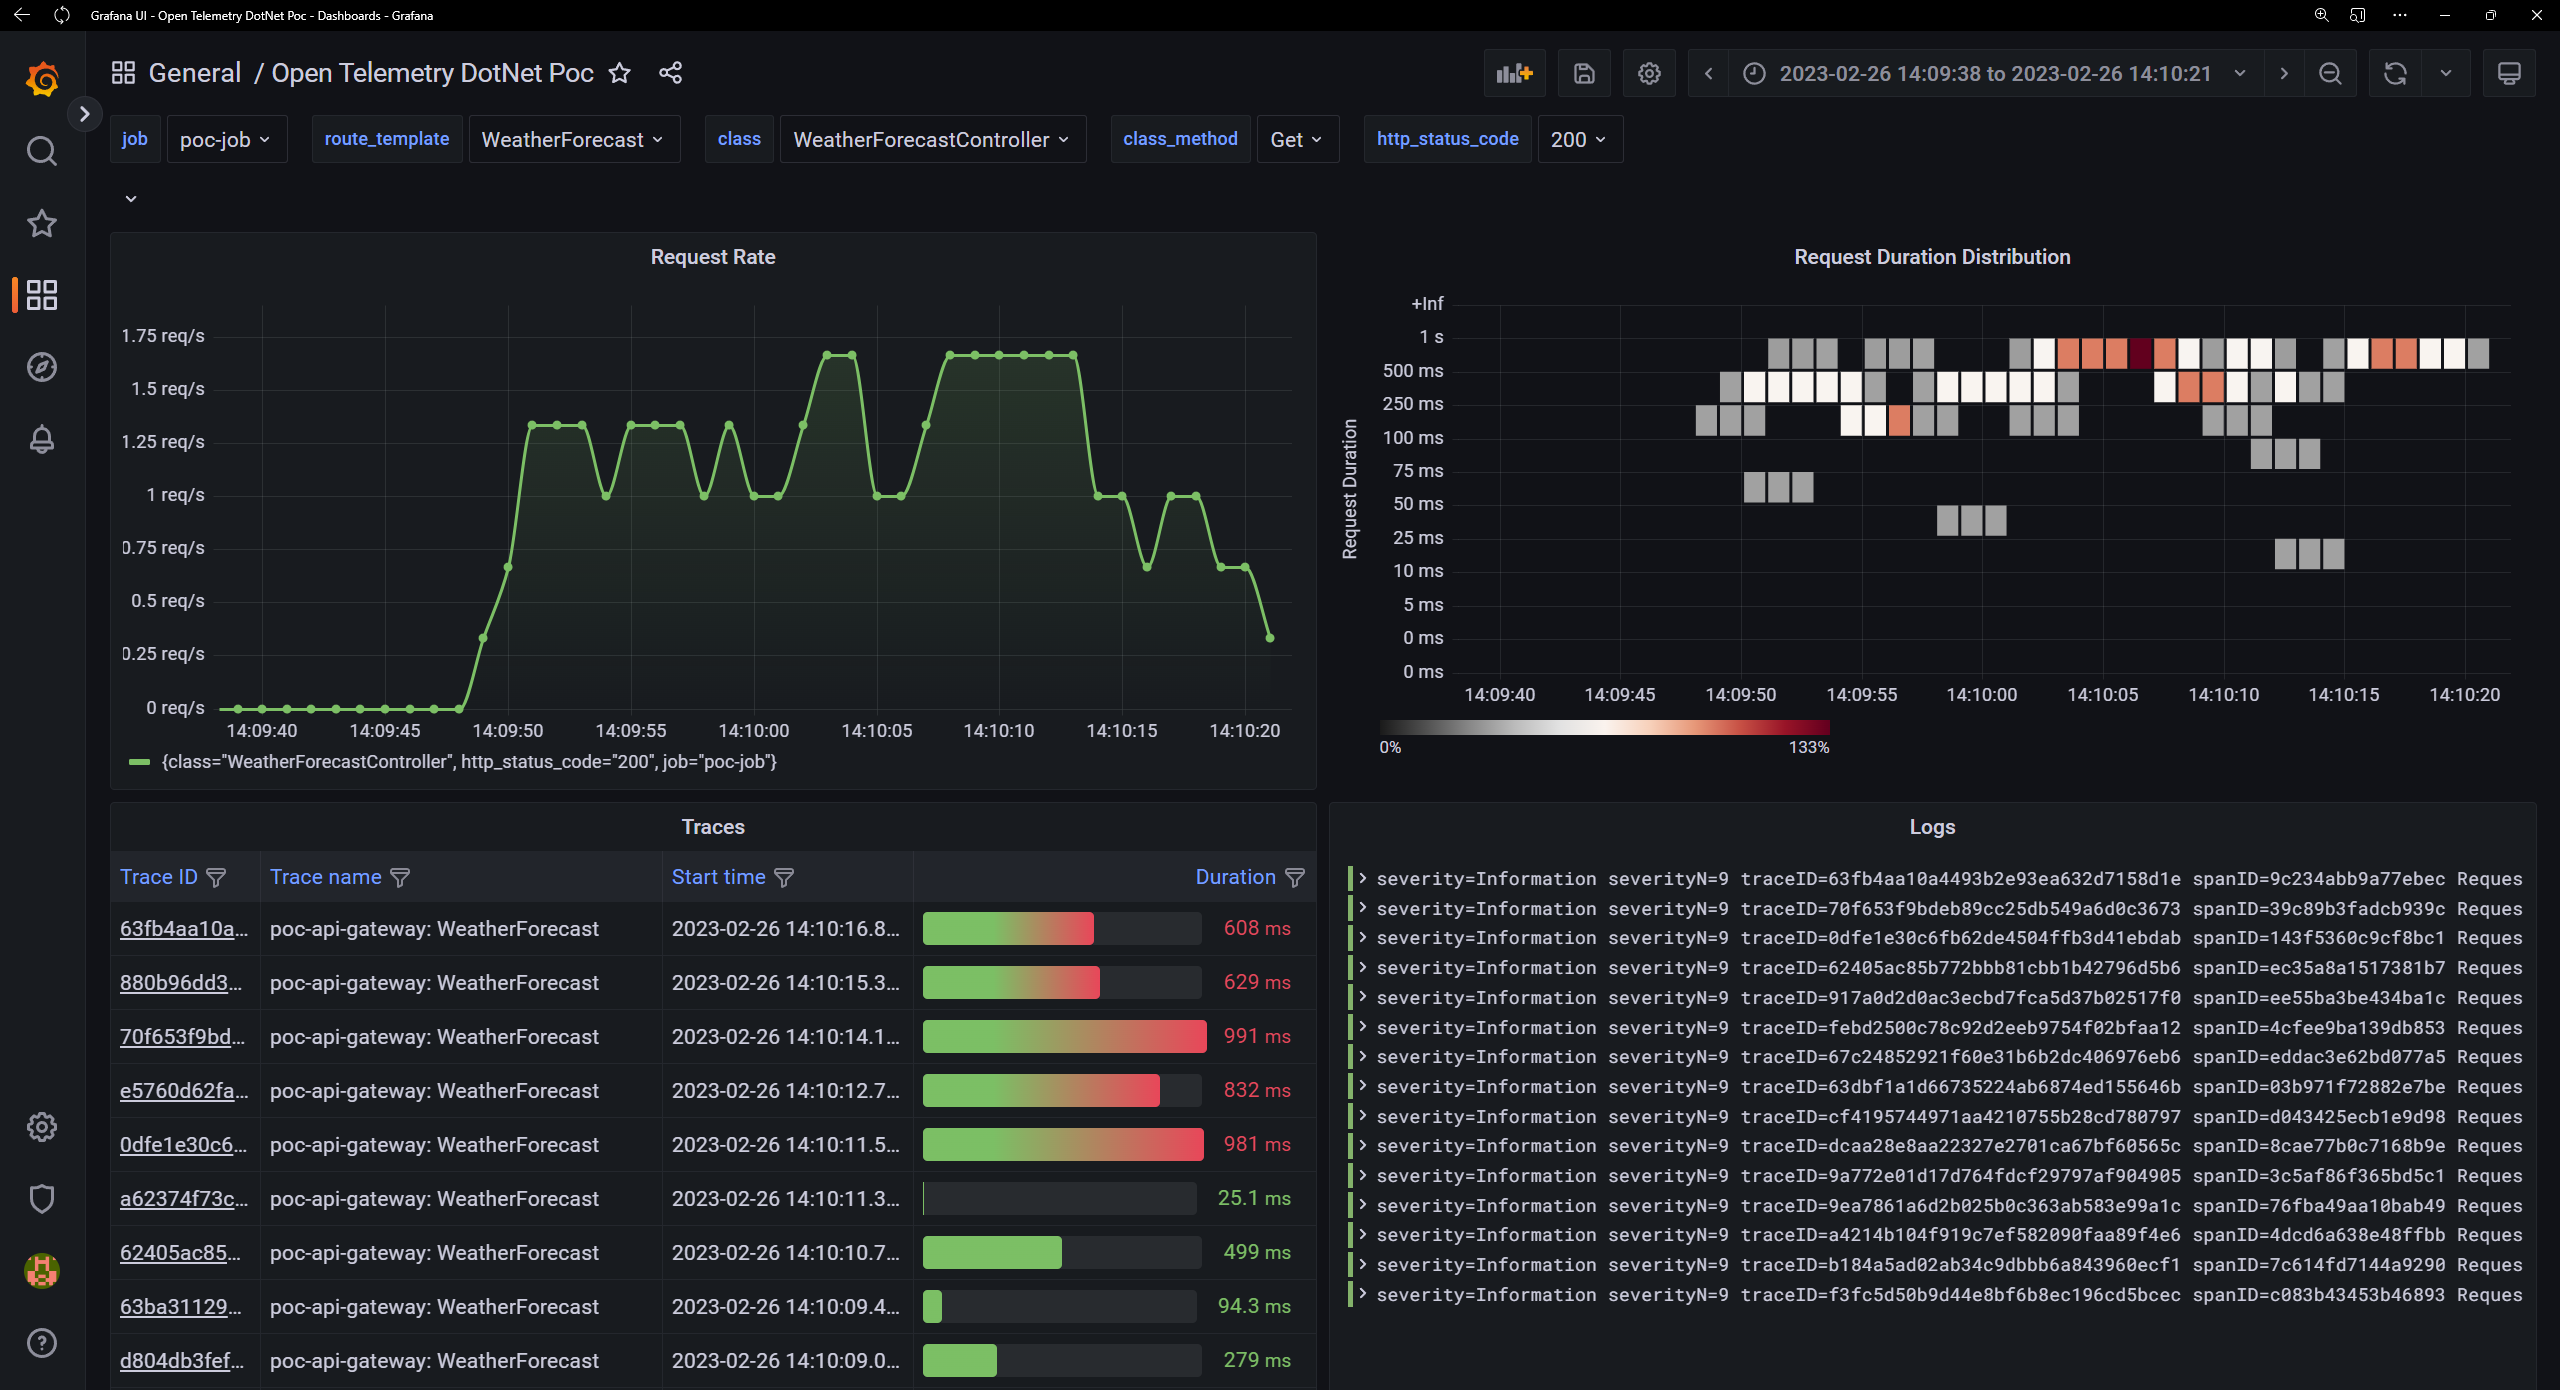 Grafana UI - Open Telemetry DotNet Poc - Dashboards - Grafana
General / Open Telemetry DotNet Poc
2023-02-26 14:09:38 to 2023-02-26 14:10:21
job poc-job route_template WeatherForecast class WeatherForecastController class_method Get http_status_code 200
Request Rate
1.75 req/s
1.5 req/s
1.25 req/s
1 req/s
0.75 req/s
0.5 req/s
0.25 req/s
0 req/s
14:09:40 14:09:45 14:09:50 14:09:55 14:10:00 14:10:05 14:10:10 14:10:15 14:10:20
{class="WeatherForecastController", http_status_code="200", job="poc-job"}
Request Duration Distribution
Request Duration
+Inf
1 s
500 ms
250 ms
100 ms
75 ms
50 ms
25 ms
10 ms
5 ms
0 ms
0 ms
14:09:40 14:09:45 14:09:50 14:09:55 14:10:00 14:10:05 14:10:10 14:10:15 14:10:20
0% 133%
Traces
Trace ID Trace name Start time Duration
63fb4aa10a... poc-api-gateway: WeatherForecast 2023-02-26 14:10:16.8... 608 ms
880b96dd3... poc-api-gateway: WeatherForecast 2023-02-26 14:10:15.3... 629 ms
70f653f9bd... poc-api-gateway: WeatherForecast 2023-02-26 14:10:14.1... 991 ms
e5760d62fa... poc-api-gateway: WeatherForecast 2023-02-26 14:10:12.7... 832 ms
0dfe1e30c6... poc-api-gateway: WeatherForecast 2023-02-26 14:10:11.5... 981 ms
a62374f73c... poc-api-gateway: WeatherForecast 2023-02-26 14:10:11.3... 25.1 ms
62405ac85... poc-api-gateway: WeatherForecast 2023-02-26 14:10:10.7... 499 ms
63ba31129... poc-api-gateway: WeatherForecast 2023-02-26 14:10:09.4... 94.3 ms
d804db3fef... poc-api-gateway: WeatherForecast 2023-02-26 14:10:09.0... 279 ms
Logs
severity=Information severityN=9 traceID=63fb4aa10a4493b2e93ea632d7158d1e spanID=9c234abb9a77ebec Reques
severity=Information severityN=9 traceID=70f653f9bdeb89cc25db549a6d0c3673 spanID=39c89b3fadcb939c Reques
severity=Information severityN=9 traceID=0dfe1e30c6fb62de4504ffb3d41ebdab spanID=143f5360c9cf8bc1 Reques
severity=Information severityN=9 traceID=62405ac85b772bbb81cbb1b42796d5b6 spanID=ec35a8a1517381b7 Reques
severity=Information severityN=9 traceID=917a0d2d0ac3ecbd7fca5d37b02517f0 spanID=ee55ba3be434ba1c Reques
severity=Information severityN=9 traceID=febd2500c78c92d2eeb9754f02bfaa12 spanID=4cfee9ba139db853 Reques
severity=Information severityN=9 traceID=67c24852921f60e31b6b2dc406976eb6 spanID=eddac3e62bd077a5 Reques
severity=Information severityN=9 traceID=63dbf1a1d66735224ab6874ed155646b spanID=03b971f72882e7be Reques
severity=Information severityN=9 traceID=cf4195744971aa4210755b28cd780797 spanID=d043425ecb1e9d98 Reques
severity=Information severityN=9 traceID=dcaa28e8aa22327e2701ca67bf60565c spanID=8cae77b0c7168b9e Reques
severity=Information severityN=9 traceID=9a772e01d17d764fdcf29797af904905 spanID=3c5af86f365bd5c1 Reques
severity=Information severityN=9 traceID=9ea7861a6d2b025b0c363ab583e99a1c spanID=76fba49aa10bab49 Reques
severity=Information severityN=9 traceID=a4214b104f919c7ef582090faa89f4e6 spanID=4dcd6a638e48ffbb Reques
severity=Information severityN=9 traceID=b184a5ad02ab34c9dbbb6a843960ecf1 spanID=7c614fd7144a9290 Reques
severity=Information severityN=9 traceID=f3fc5d50b9d44e8bf6b8ec196cd5bcec spanID=c083b43453b46893 Reques